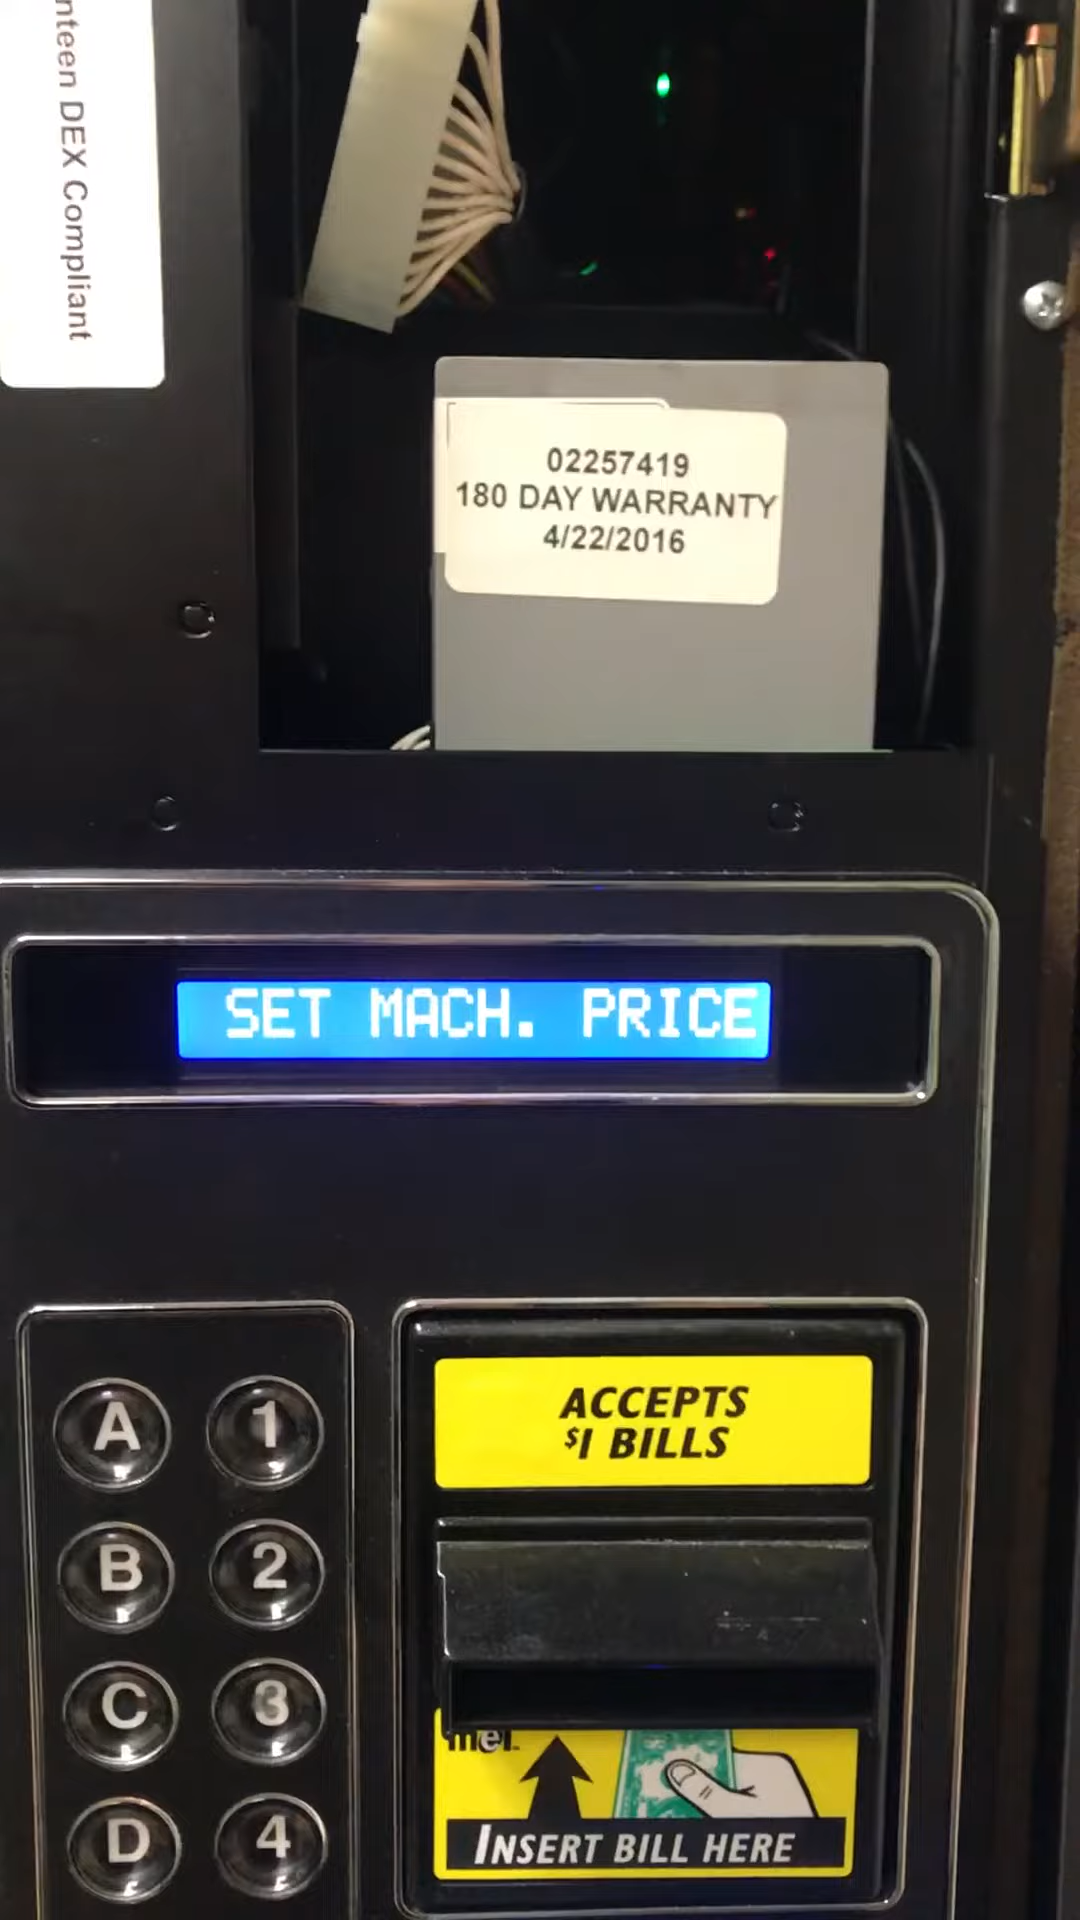 nteen DEX Compliant
02257419
180 DAY WARRANTY
4/22/2016
SET MACH. PRICE
A 1
B 2
C 3
D 4
ACCEPTS
$1 BILLS
mei
INSERT BILL HERE